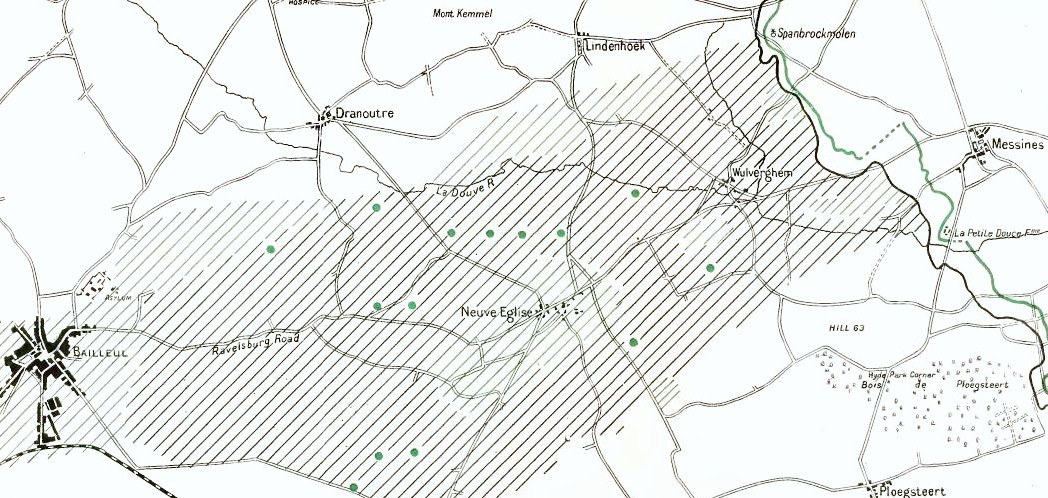 HOSPICE
Mont Kemmel
Lindenhoek
Spanbrockmolen
Dranoutre
Messines
Wulverghem
La Douve R
La Petite Douce Fme
ASYLUM
Neuve Eglise
HILL 63
Ravelsburg Road
BAILLEUL
Hyde Park Corner
Bois de Ploegsteert
Ploegsteert